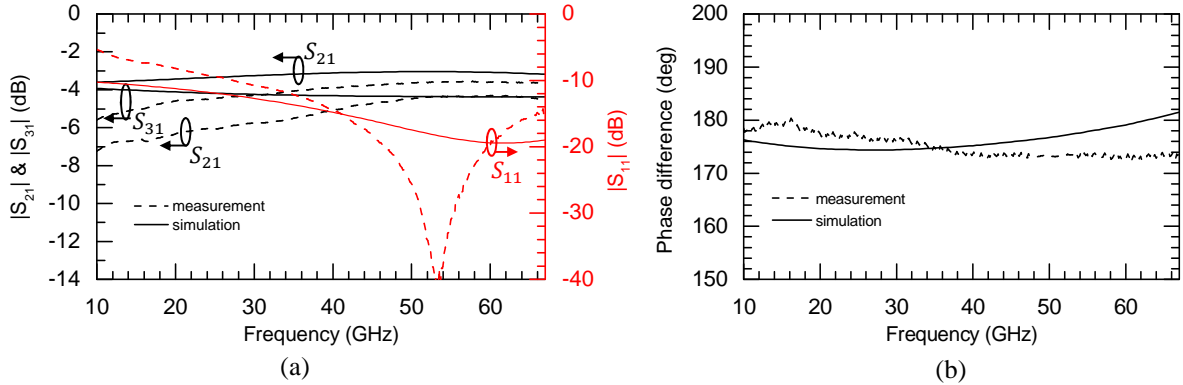 0
-2
-4
-6
-8
-10
-12
-14
|S21| & |S31| (dB)
S21
S31
S21
S11
measurement
simulation
0
-10
-20
-30
-40
|S11| (dB)
10 20 30 40 50 60
Frequency (GHz)
(a)
200
190
180
170
160
150
Phase difference (deg)
measurement
simulation
10 20 30 40 50 60
Frequency (GHz)
(b)